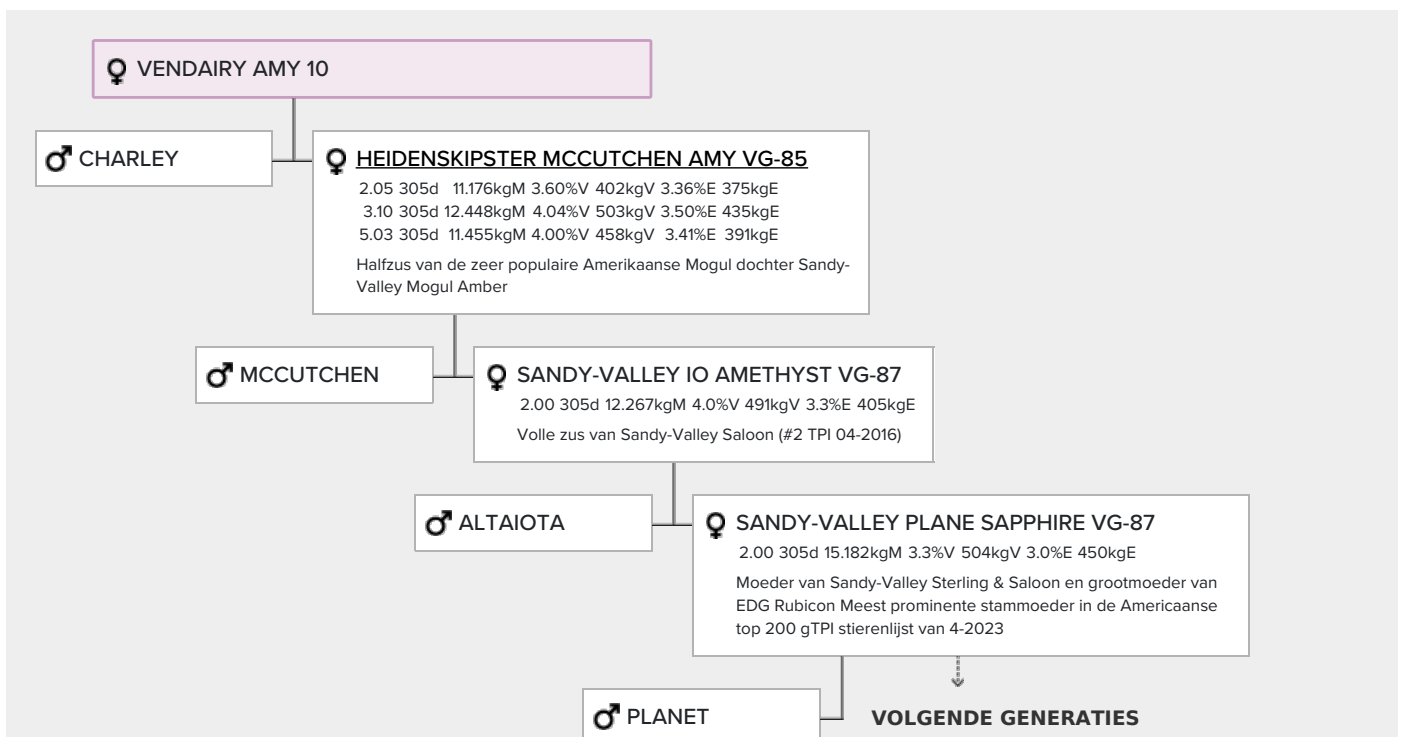 VENDAIRY AMY 10
CHARLEY
HEIDENSKIPSTER MCCUTCHEN AMY VG-85
2.05 305d 11.176kgM 3.60%V 402kgV 3.36%E 375kgE
3.10 305d 12.448kgM 4.04%V 503kgV 3.50%E 435kgE
5.03 305d 11.455kgM 4.00%V 458kgV 3.41%E 391kgE
Halfzus van de zeer populaire Amerikaanse Mogul dochter Sandy-
Valley Mogul Amber
MCCUTCHEN
SANDY-VALLEY IO AMETHYST VG-87
2.00 305d 12.267kgM 4.0%V 491kgV 3.3%E 405kgE
Volle zus van Sandy-Valley Saloon (#2 TPI 04-2016)
ALTAIOTA
SANDY-VALLEY PLANE SAPPHIRE VG-87
2.00 305d 15.182kgM 3.3%V 504kgV 3.0%E 450kgE
Moeder van Sandy-Valley Sterling & Saloon en grootmoeder van
EDG Rubicon Meest prominente stammoeder in de Americaanse
top 200 gTPI stierenlijst van 4-2023
PLANET
VOLGENDE GENERATIES